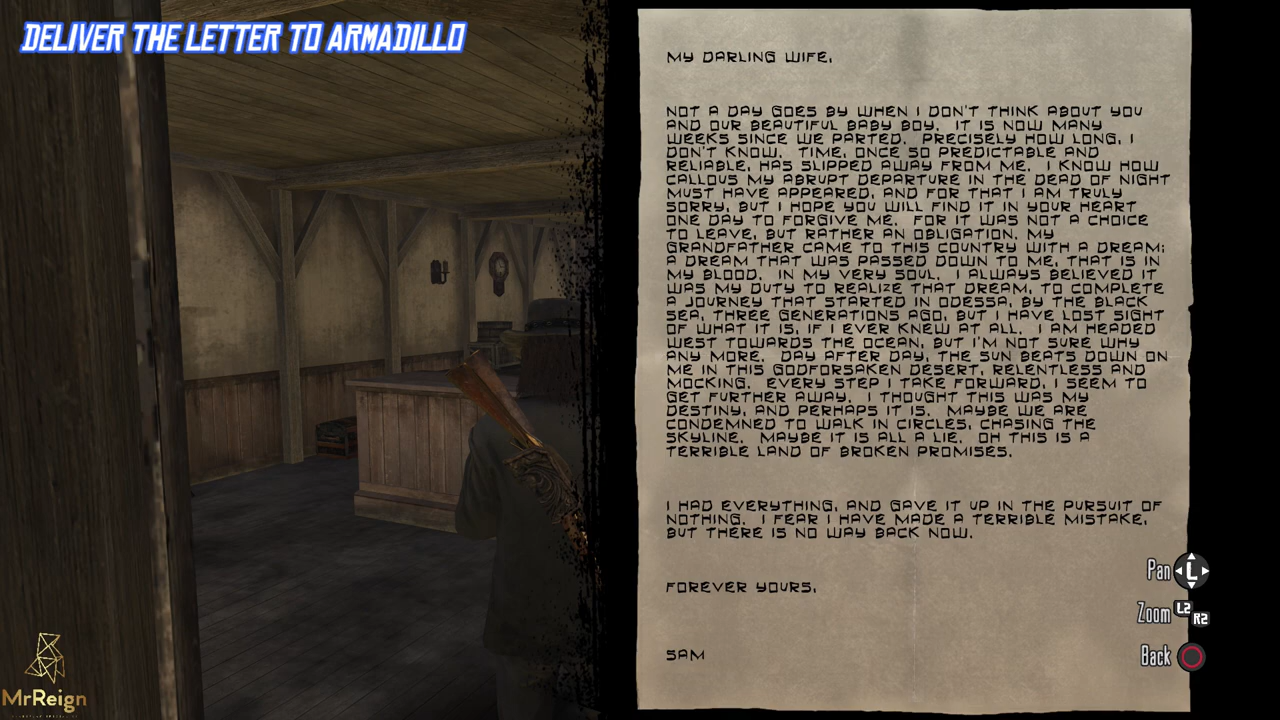 DELIVER THE LETTER TO ARMADILLO
MY DARLING WIFE,
NOT A DAY GOES BY WHEN I DON'T THINK ABOUT YOU
AND OUR BEAUTIFUL BABY BOY. IT IS NOW MANY
WEEKS SINCE WE PARTED. PRECISELY HOW LONG, I
DON'T KNOW. TIME, ONCE SO PREDICTABLE AND
RELIABLE, HAS SLIPPED AWAY FROM ME. I KNOW HOW
CALLOUS MY ABRUPT DEPARTURE IN THE DEAD OF NIGHT
MUST HAVE APPEARED, AND FOR THAT I AM TRULY
SORRY, BUT I HOPE YOU WILL FIND IT IN YOUR HEART
ONE DAY TO FORGIVE ME. FOR IT WAS NOT A CHOICE
TO LEAVE, BUT RATHER AN OBLIGATION. MY
GRANDFATHER CAME TO THIS COUNTRY WITH A DREAM;
A DREAM THAT WAS PASSED DOWN TO ME, THAT IS IN
MY BLOOD. IN MY VERY SOUL. I ALWAYS BELIEVED IT
WAS MY DUTY TO REALIZE THAT DREAM, TO COMPLETE
A JOURNEY THAT STARTED IN ODESSA, BY THE BLACK
SEA, THREE GENERATIONS AGO, BUT I HAVE LOST SIGHT
OF WHAT IT IS, IF I EVER KNEW AT ALL. I AM HEADED
WEST TOWARDS THE OCEAN, BUT I'M NOT SURE WHY
ANY MORE. DAY AFTER DAY, THE SUN BEATS DOWN ON
ME IN THIS GODFORSAKEN DESERT, RELENTLESS AND
MOCKING. EVERY STEP I TAKE FORWARD, I SEEM TO
GET FURTHER AWAY. I THOUGHT THIS WAS MY
DESTINY, AND PERHAPS IT IS. MAYBE WE ARE
CONDEMNED TO WALK IN CIRCLES, CHASING THE
SKYLINE. MAYBE IT IS ALL A LIE. OH THIS IS A
TERRIBLE LAND OF BROKEN PROMISES.
I HAD EVERYTHING, AND GAVE IT UP IN THE PURSUIT OF
NOTHING. I FEAR I HAVE MADE A TERRIBLE MISTAKE,
BUT THERE IS NO WAY BACK NOW.
FOREVER YOURS,
SAM
Pan L
Zoom L2 R2
Back
MrReign